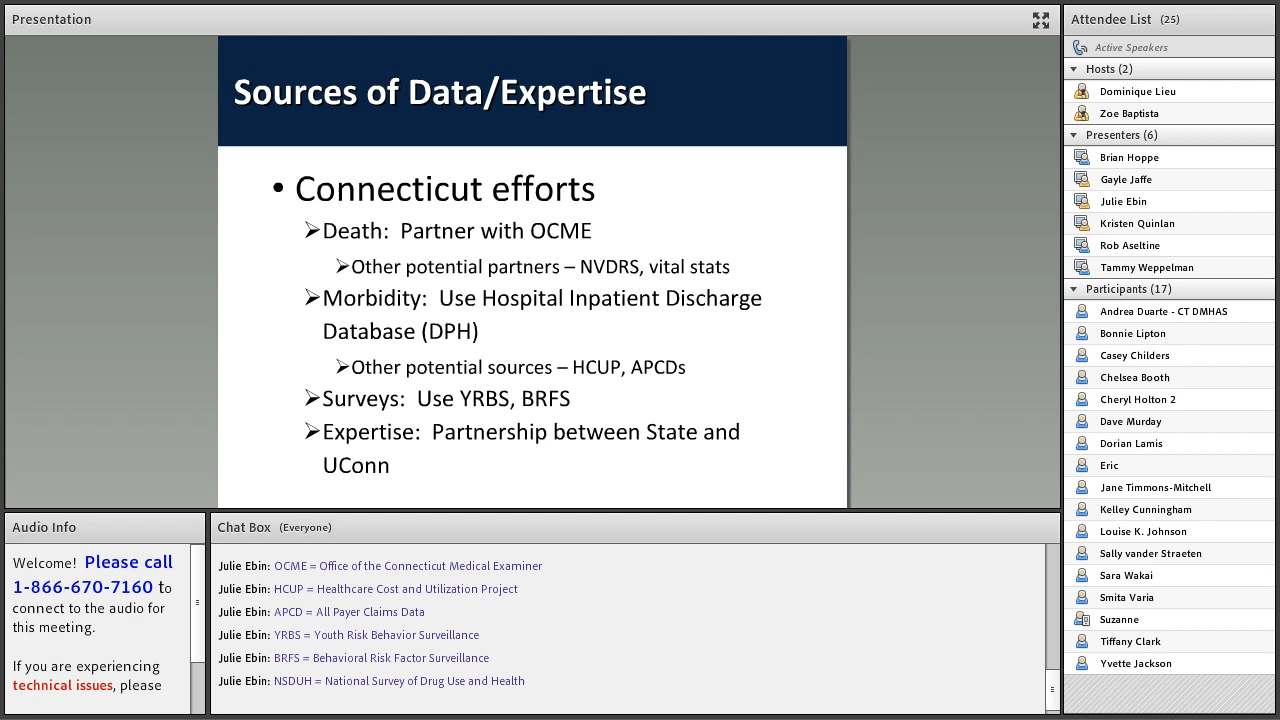 Presentation
Sources of Data/Expertise
• Connecticut efforts
➢Death: Partner with OCME
➢Other potential partners – NVDRS, vital stats
➢Morbidity: Use Hospital Inpatient Discharge
Database (DPH)
➢Other potential sources – HCUP, APCDs
➢Surveys: Use YRBS, BRFS
➢Expertise: Partnership between State and
UConn
Audio Info
Welcome! Please call
1-866-670-7160 to
connect to the audio for
this meeting.
If you are experiencing
technical issues, please
Chat Box (Everyone)
Julie Ebin: OCME = Office of the Connecticut Medical Examiner
Julie Ebin: HCUP = Healthcare Cost and Utilization Project
Julie Ebin: APCD = All Payer Claims Data
Julie Ebin: YRBS = Youth Risk Behavior Surveillance
Julie Ebin: BRFS = Behavioral Risk Factor Surveillance
Julie Ebin: NSDUH = National Survey of Drug Use and Health
Attendee List (25)
Active Speakers
Hosts (2)
Dominique Lieu
Zoe Baptista
Presenters (6)
Brian Hoppe
Gayle Jaffe
Julie Ebin
Kristen Quinlan
Rob Aseltine
Tammy Weppelman
Participants (17)
Andrea Duarte - CT DMHAS
Bonnie Lipton
Casey Childers
Chelsea Booth
Cheryl Holton 2
Dave Murday
Dorian Lamis
Eric
Jane Timmons-Mitchell
Kelley Cunningham
Louise K. Johnson
Sally vander Straeten
Sara Wakai
Smita Varia
Suzanne
Tiffany Clark
Yvette Jackson